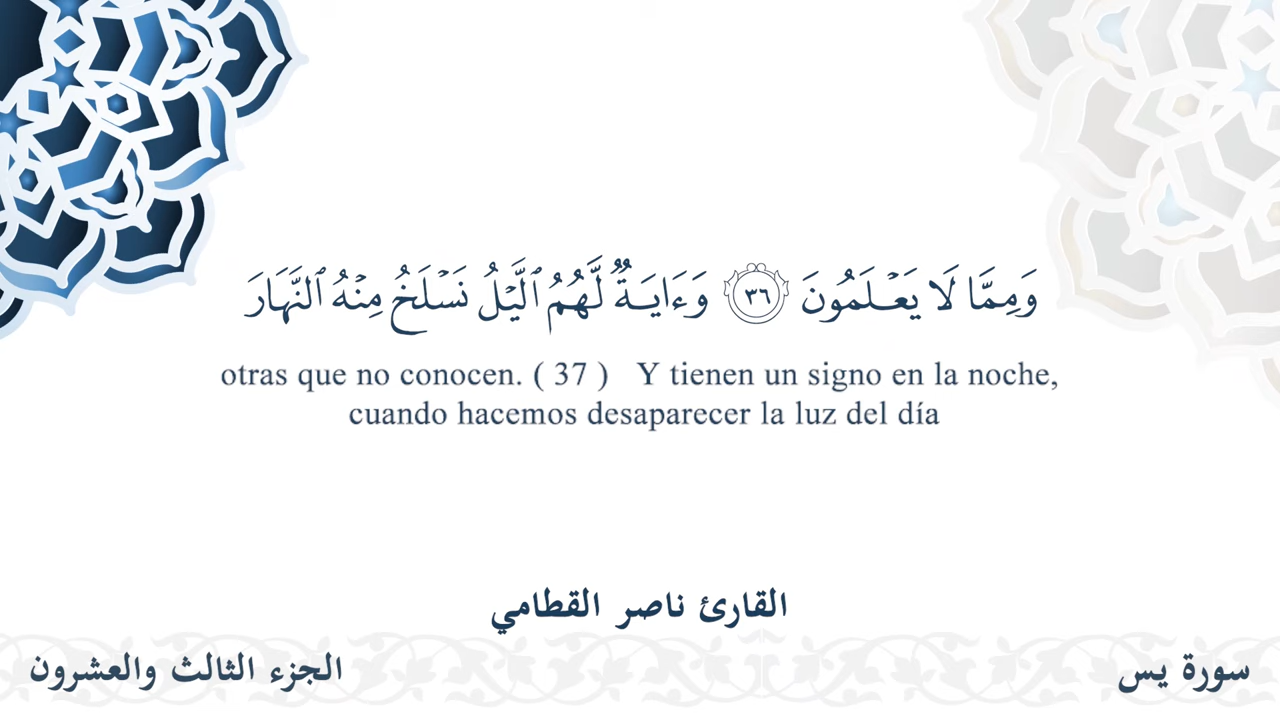 وَمِمَّا لَا يَعۡلَمُونَ ٣٦ وَءَايَةٞ لَّهُمُ ٱلَّيۡلُ نَسۡلَخُ مِنۡهُ ٱلنَّهَارَ
otras que no conocen. ( 37 ) Y tienen un signo en la noche,
cuando hacemos desaparecer la luz del día
القارئ ناصر القطامي
سورة يس
الجزء الثالث والعشرون